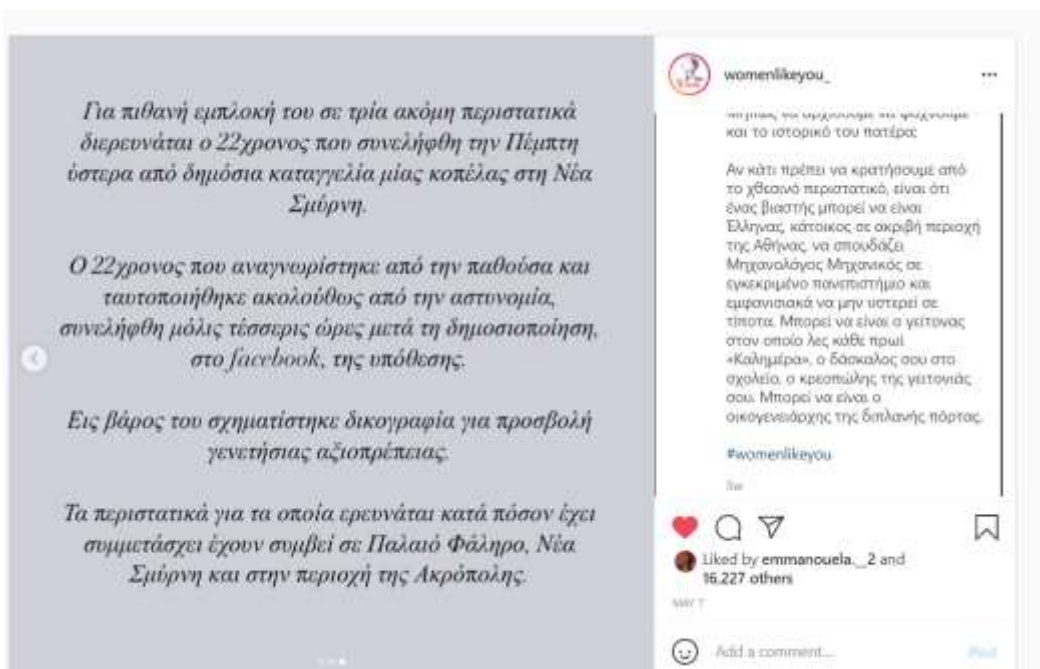 Για πιθανή εμπλοκή του σε τρία ακόμη περιστατικά
διερευνάται ο 22χρονος που συνελήφθη την Πέμπτη
ύστερα από δημόσια καταγγελία μίας κοπέλας στη Νέα
Σμύρνη.
Ο 22χρονος που αναγνωρίστηκε από την παθούσα και
ταυτοποιήθηκε ακολούθως από την αστυνομία,
συνελήφθη μόλις τέσσερις ώρες μετά τη δημοσιοποίηση,
στο facebook, της υπόθεσης.
Εις βάρος του σχηματίστηκε δικογραφία για προσβολή
γενετήσιας αξιοπρέπειας.
Τα περιστατικά για τα οποία ερευνάται κατά πόσον έχει
συμμετάσχει έχουν συμβεί σε Παλαιό Φάληρο, Νέα
Σμύρνη και στην περιοχή της Ακρόπολης.
womenlikeyou_
και το ιστορικό του πατέρα;
Αν κάτι πρέπει να κρατήσουμε από
το χθεσινό περιστατικό, είναι ότι
ένας βιαστής μπορεί να είναι
Έλληνας, κάτοικος σε ακριβή περιοχή
της Αθήνας, να σπουδάζει
Μηχανολόγος Μηχανικός σε
εγκεκριμένο πανεπιστήμιο και
εμφανισιακά να μην υστερεί σε
τίποτα. Μπορεί να είναι ο γείτονας
στον οποίο λες κάθε πρωί
«Καλημέρα», ο δάσκαλος σου στο
σχολείο, ο κρεοπώλης της γειτονιάς
σου. Μπορεί να είναι ο
οικογενειάρχης της διπλανής πόρτας.
#womenlikeyou
Liked by emmanouela.__2 and
16,227 others
MAY 7
Add a comment...
Post